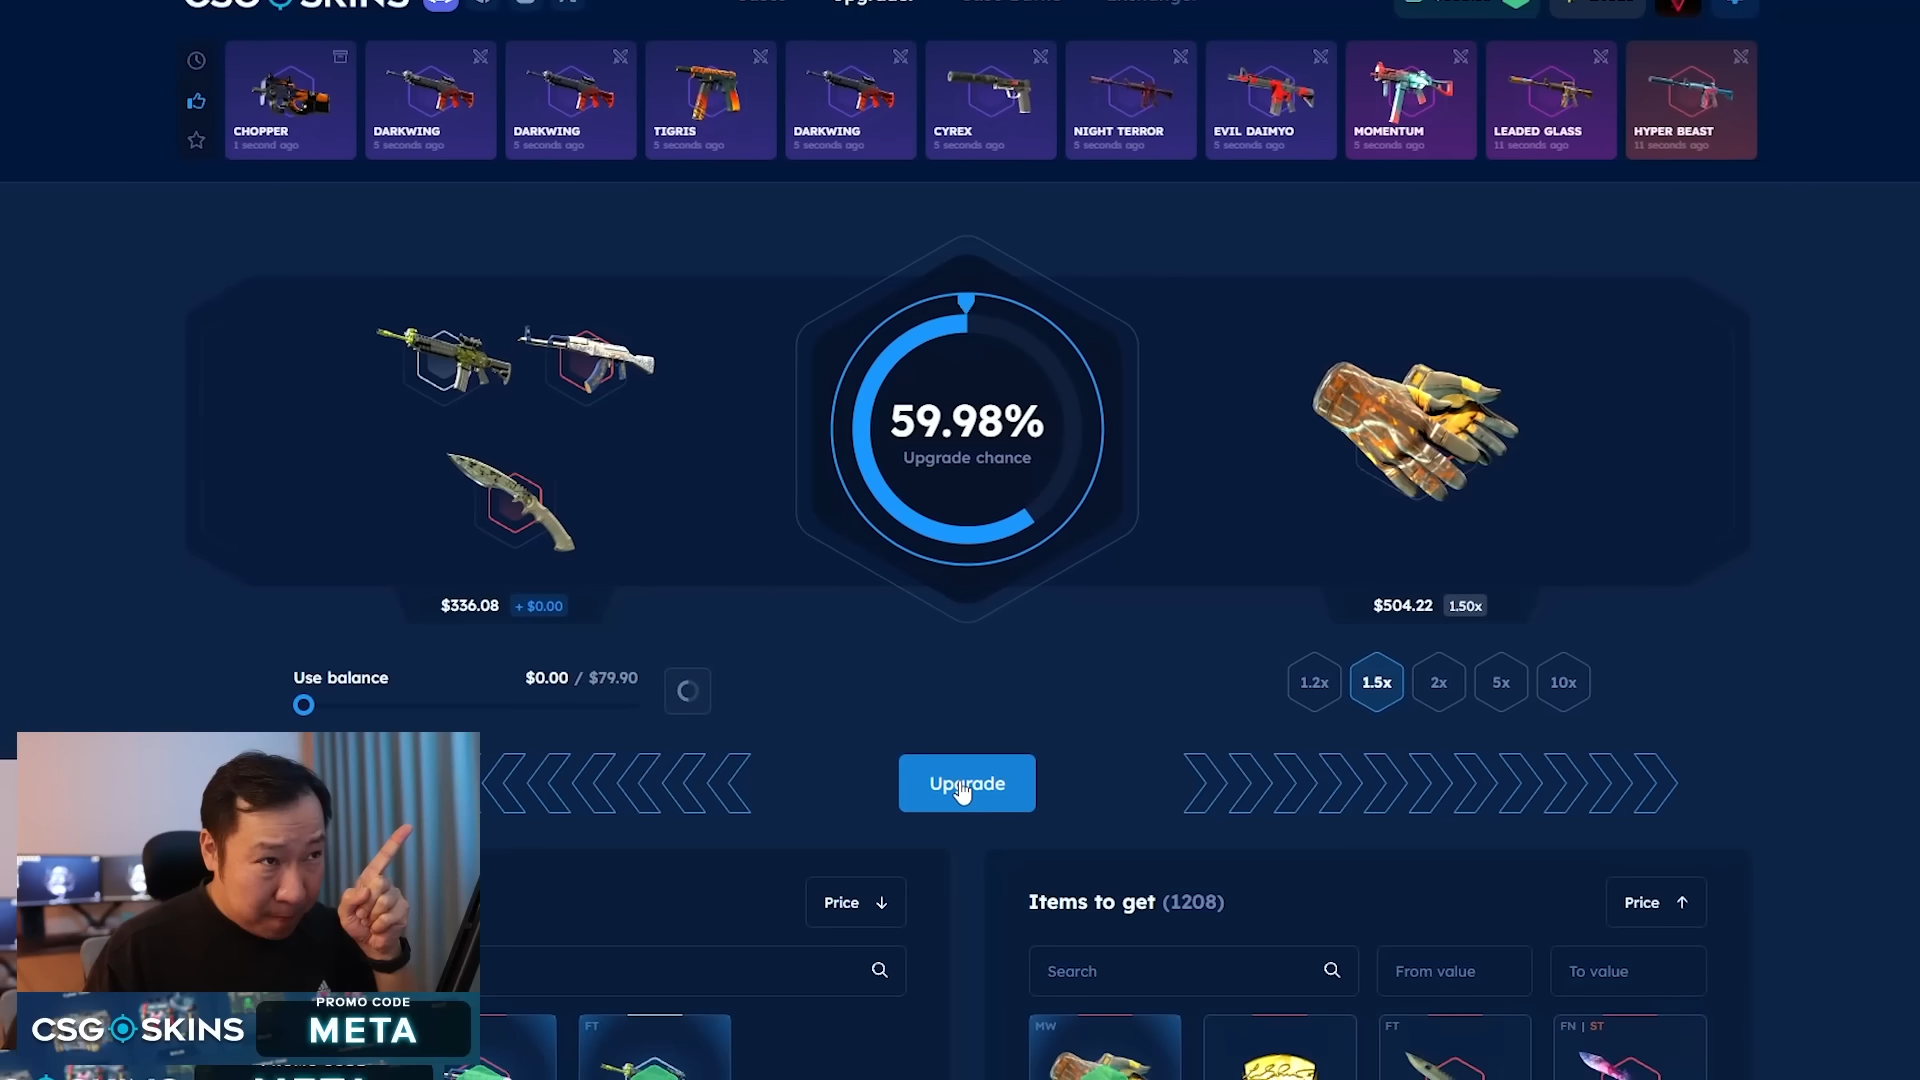 CSGO SKINS
CHOPPER
1 second ago
DARKWING
5 seconds ago
DARKWING
5 seconds ago
TIGRIS
5 seconds ago
DARKWING
5 seconds ago
CYREX
5 seconds ago
NIGHT TERROR
5 seconds ago
EVIL DAIMYO
5 seconds ago
MOMENTUM
5 seconds ago
LEADED GLASS
11 seconds ago
HYPER BEAST
11 seconds ago
59.98%
Upgrade chance
$336.08 + $0.00
$504.22 1.50x
Use balance $0.00 / $79.90
1.2x 1.5x 2x 5x 10x
Upgrade
Price
Items to get (1208)
Price
Search
From value
To value
FT
MW
FT
FN | ST
PROMO CODE
CSGO SKINS META